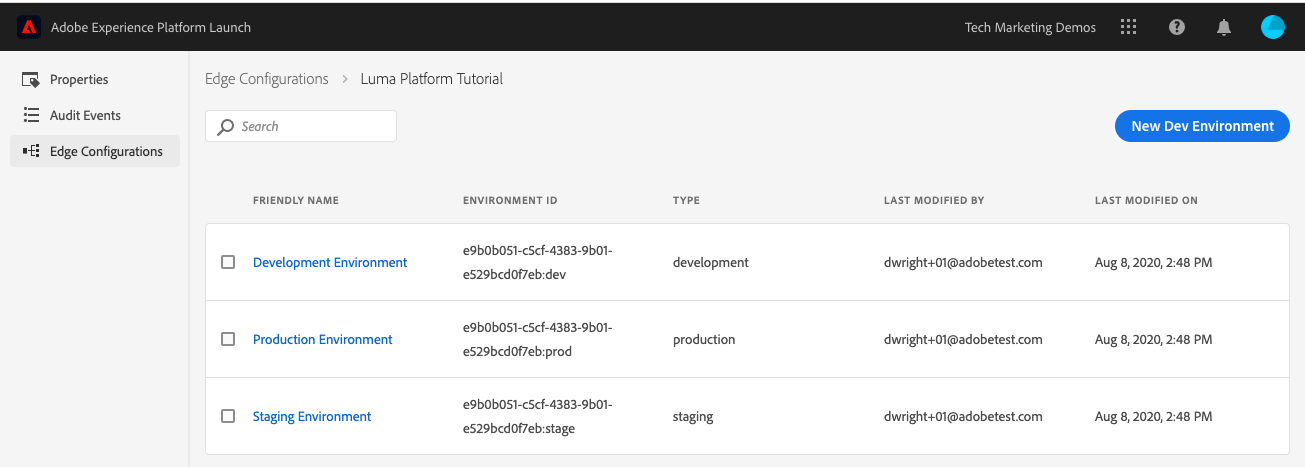 Adobe Experience Platform Launch
Tech Marketing Demos
Properties
Audit Events
Edge Configurations
Edge Configurations > Luma Platform Tutorial
Search
New Dev Environment
FRIENDLY NAME ENVIRONMENT ID TYPE LAST MODIFIED BY LAST MODIFIED ON
e9b0b051-c5cf-4383-9b01-
Development Environment development dwright+01@adobetest.com Aug 8, 2020, 2:48 PM
e529bcd0f7eb:dev
e9b0b051-c5cf-4383-9b01-
Production Environment production dwright+01@adobetest.com Aug 8, 2020, 2:48 PM
e529bcd0f7eb:prod
e9b0b051-c5cf-4383-9b01-
Staging Environment staging dwright+01@adobetest.com Aug 8, 2020, 2:48 PM
e529bcd0f7eb:stage